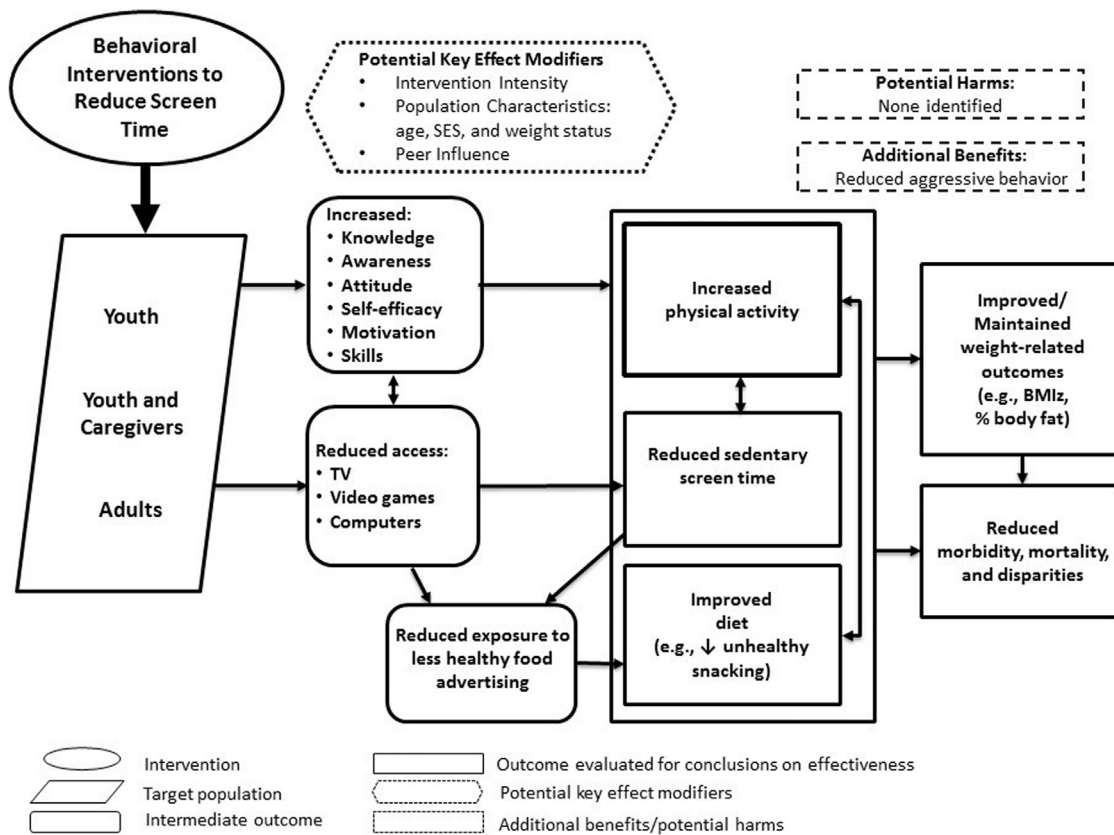 Behavioral
Interventions to
Reduce Screen
Time
Potential Key Effect Modifiers
• Intervention Intensity
• Population Characteristics:
age, SES, and weight status
• Peer Influence
Potential Harms:
None identified
Additional Benefits:
Reduced aggressive behavior
Youth
Youth and
Caregivers
Adults
Increased:
• Knowledge
• Awareness
• Attitude
• Self-efficacy
• Motivation
• Skills
Reduced access:
• TV
• Video games
• Computers
Reduced exposure to
less healthy food
advertising
Increased
physical activity
Reduced sedentary
screen time
Improved
diet
(e.g., ↓ unhealthy
snacking)
Improved/
Maintained
weight-related
outcomes
(e.g., BMIz,
% body fat)
Reduced
morbidity, mortality,
and disparities
Intervention
Target population
Intermediate outcome
Outcome evaluated for conclusions on effectiveness
Potential key effect modifiers
Additional benefits/potential harms